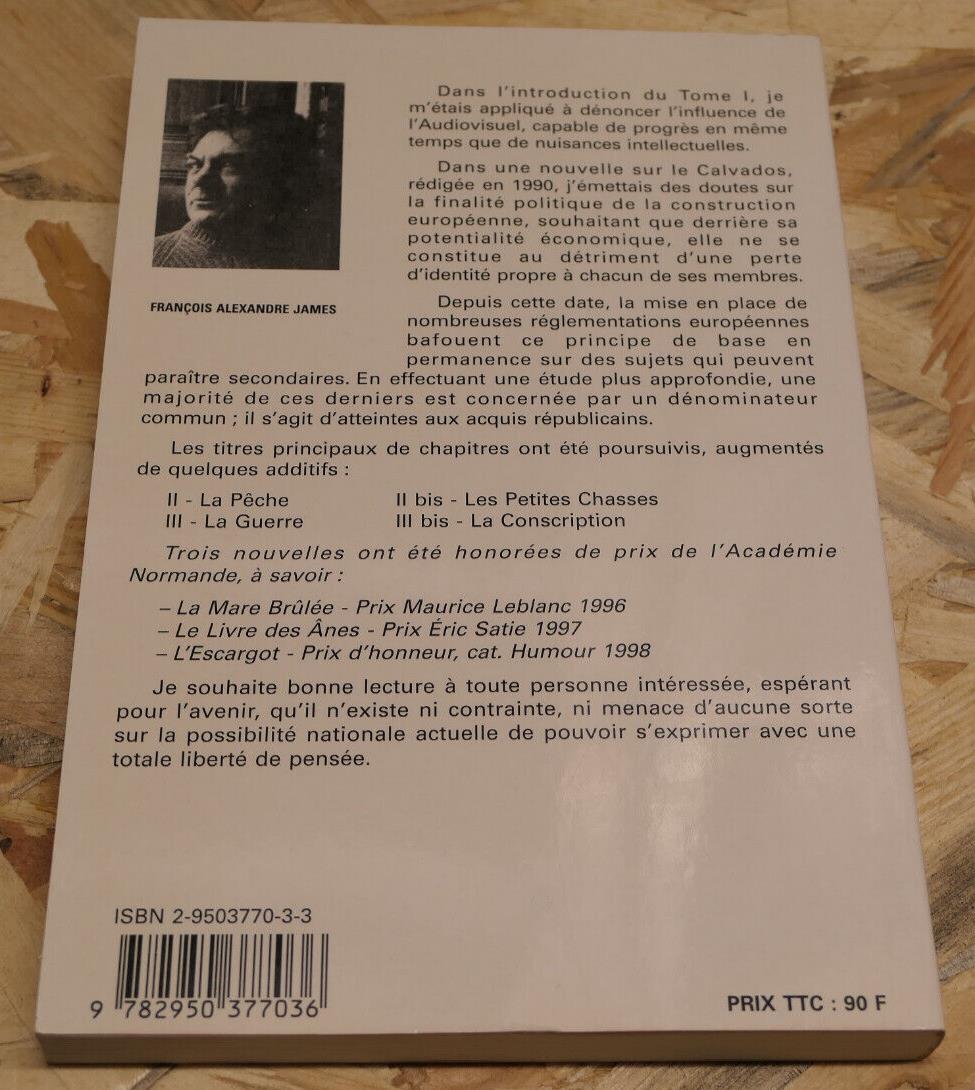 Dans l'introduction du Tome I, je
m'étais appliqué à dénoncer l'influence de
l'Audiovisuel, capable de progrès en même
temps que de nuisances intellectuelles.
Dans une nouvelle sur le Calvados,
rédigée en 1990, j'émettais des doutes sur
la finalité politique de la construction
européenne, souhaitant que derrière sa
potentialité économique, elle ne se
constitue au détriment d'une perte
d'identité propre à chacun de ses membres.
FRANÇOIS ALEXANDRE JAMES
Depuis cette date, la mise en place de
nombreuses réglementations européennes
bafouent ce principe de base en
permanence sur des sujets qui peuvent
paraître secondaires. En effectuant une étude plus approfondie, une
majorité de ces derniers est concernée par un dénominateur
commun ; il s'agit d'atteintes aux acquis républicains.
Les titres principaux de chapitres ont été poursuivis, augmentés
de quelques additifs :
II - La Pêche II bis - Les Petites Chasses
III - La Guerre III bis - La Conscription
Trois nouvelles ont été honorées de prix de l'Académie
Normande, à savoir :
– La Mare Brûlée - Prix Maurice Leblanc 1996
– Le Livre des Ânes - Prix Éric Satie 1997
– L'Escargot - Prix d'honneur, cat. Humour 1998
Je souhaite bonne lecture à toute personne intéressée, espérant
pour l'avenir, qu'il n'existe ni contrainte, ni menace d'aucune sorte
sur la possibilité nationale actuelle de pouvoir s'exprimer avec une
totale liberté de pensée.
ISBN 2-9503770-3-3
9 782950 377036
PRIX TTC : 90 F